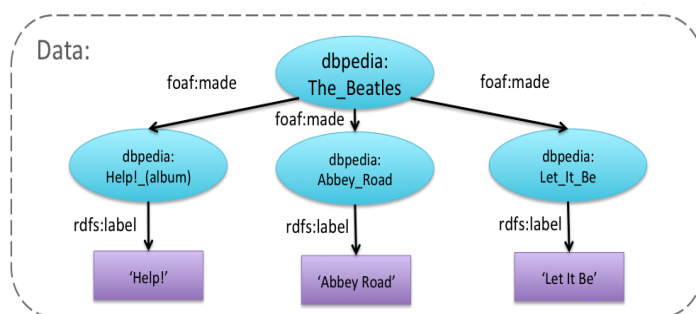 Data:
dbpedia:
The_Beatles
foaf:made
foaf:made
foaf:made
dbpedia:
Help!_(album)
dbpedia:
Abbey_Road
dbpedia:
Let_It_Be
rdfs:label
rdfs:label
rdfs:label
‘Help!’
‘Abbey Road’
‘Let It Be’